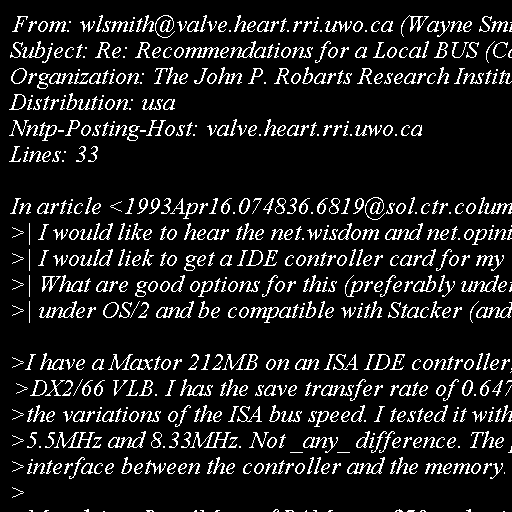 From: wlsmith@valve.heart.rri.uwo.ca (Wayne Smi
Subject: Re: Recommendations for a Local BUS (Ca
Organization: The John P. Robarts Research Institu
Distribution: usa
Nntp-Posting-Host: valve.heart.rri.uwo.ca
Lines: 33

In article <1993Apr16.074836.6819@sol.ctr.colum
>| I would like to hear the net.wisdom and net.opini
>| I would liek to get a IDE controller card for my
>| What are good options for this (preferably under
>| under OS/2 and be compatible with Stacker (and

>I have a Maxtor 212MB on an ISA IDE controller,
>DX2/66 VLB. I has the save transfer rate of 0.647
>the variations of the ISA bus speed. I tested it with
>5.5MHz and 8.33MHz. Not _any_ difference. The p
>interface between the controller and the memory.
>